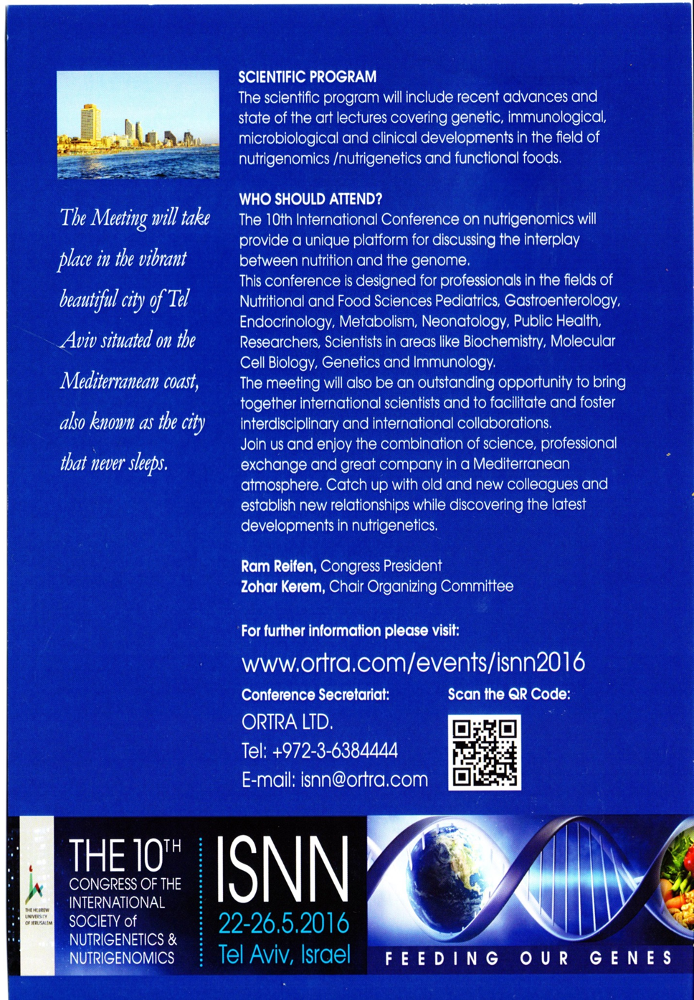 SCIENTIFIC PROGRAM
The scientific program will include recent advances and
state of the art lectures covering genetic, immunological,
microbiological and clinical developments in the field of
nutrigenomics /nutrigenetics and functional foods.
WHO SHOULD ATTEND?
The 10th International Conference on nutrigenomics will
provide a unique platform for discussing the interplay
between nutrition and the genome.
This conference is designed for professionals in the fields of
Nutritional and Food Sciences Pediatrics, Gastroenterology,
Endocrinology, Metabolism, Neonatology, Public Health,
Researchers, Scientists in areas like Biochemistry, Molecular
Cell Biology, Genetics and Immunology.
The meeting will also be an outstanding opportunity to bring
together international scientists and to facilitate and foster
interdisciplinary and international collaborations.
Join us and enjoy the combination of science, professional
exchange and great company in a Mediterranean
atmosphere. Catch up with old and new colleagues and
establish new relationships while discovering the latest
developments in nutrigenetics.
Ram Reifen, Congress President
Zohar Kerem, Chair Organizing Committee
The Meeting will take
place in the vibrant
beautiful city of Tel
Aviv situated on the
Mediterranean coast,
also known as the city
that never sleeps.
For further information please visit:
www.ortra.com/events/isnn2016
Conference Secretariat:
ORTRA LTD.
Tel: +972-3-6384444
E-mail: isnn@ortra.com
Scan the QR Code:
THE HEBREW
UNIVERSITY
OF JERUSALEM
THE 10TH
CONGRESS OF THE
INTERNATIONAL
SOCIETY of
NUTRIGENETICS &
NUTRIGENOMICS
ISNN
22-26.5.2016
Tel Aviv, Israel
FEEDING OUR GENES